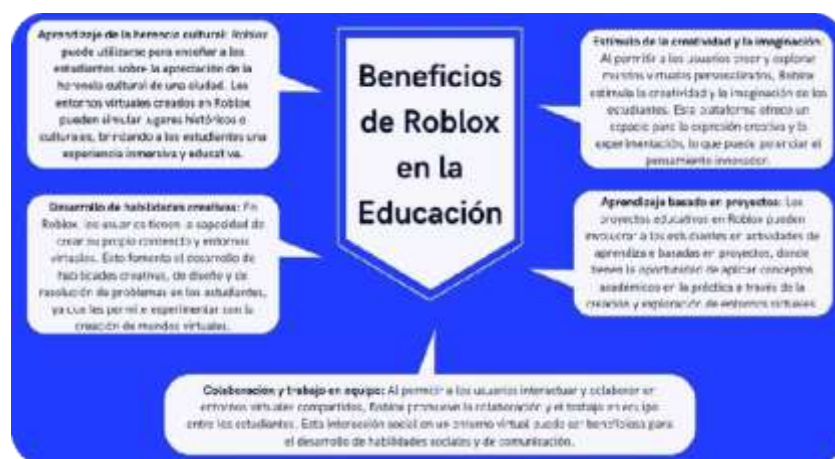 Aprendizaje de la herencia cultural: Roblox
puede utilizarse para enseñar a los
estudiantes sobre la apreciación de la
herencia cultural de una ciudad. Los
entornos virtuales creados en Roblox
pueden simular lugares históricos o
culturales, brindando a los estudiantes una
experiencia inmersiva y educativa.
Beneficios
de Roblox
en la
Educación
Estímulo de la creatividad y la imaginación:
Al permitir a los usuarios crear y explorar
mundos virtuales personalizados, Roblox
estimula la creatividad y la imaginación de los
estudiantes. Esta plataforma ofrece un
espacio para la expresión creativa y la
experimentación, lo que puede potenciar el
pensamiento innovador.
Desarrollo de habilidades creativas: En
Roblox, los usuarios tienen la capacidad de
crear su propio contenido y entornos
virtuales. Esto fomenta el desarrollo de
habilidades creativas, de diseño y de
resolución de problemas en los estudiantes,
ya que les permite experimentar con la
creación de mundos virtuales.
Aprendizaje basado en proyectos: Los
proyectos educativos en Roblox pueden
involucrar a los estudiantes en actividades de
aprendizaje basadas en proyectos, donde
tienen la oportunidad de aplicar conceptos
académicos en la práctica a través de la
creación y exploración de entornos virtuales.
Colaboración y trabajo en equipo: Al permitir a los usuarios interactuar y colaborar en
entornos virtuales compartidos, Roblox promueve la colaboración y el trabajo en equipo
entre los estudiantes. Esta interacción social en un entorno virtual puede ser beneficiosa para
el desarrollo de habilidades sociales y de comunicación.